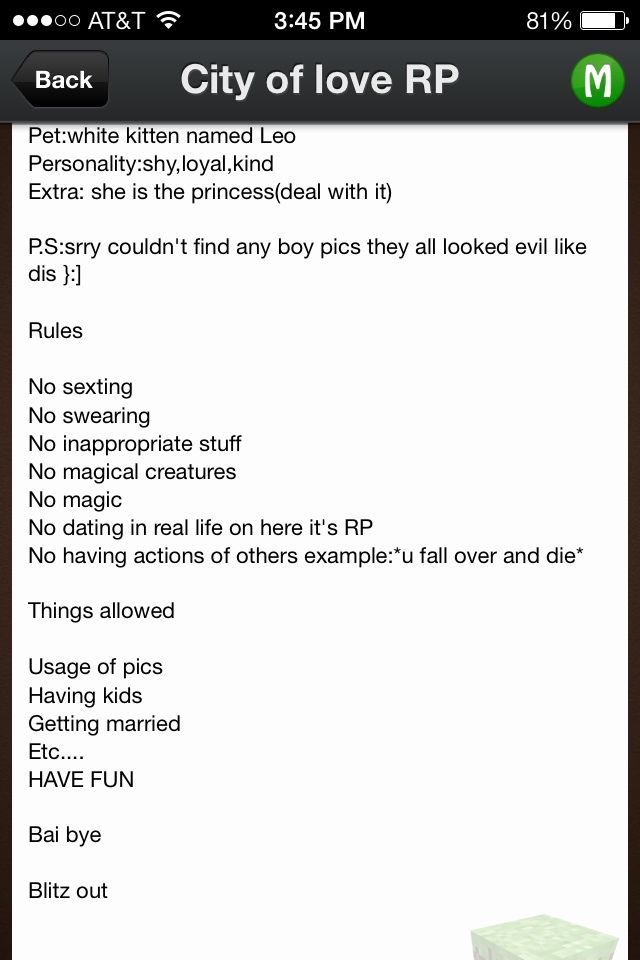 AT&T 3:45 PM 81%
Back City of love RP M
Pet:white kitten named Leo
Personality:shy,loyal,kind
Extra: she is the princess(deal with it)
P.S:srry couldn't find any boy pics they all looked evil like
dis }:]
Rules
No sexting
No swearing
No inappropriate stuff
No magical creatures
No magic
No dating in real life on here it's RP
No having actions of others example:*u fall over and die*
Things allowed
Usage of pics
Having kids
Getting married
Etc....
HAVE FUN
Bai bye
Blitz out